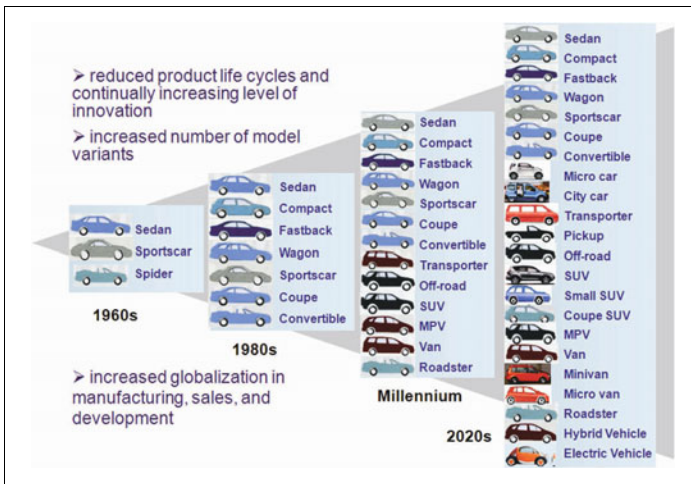 ➢ reduced product life cycles and
continually increasing level of
innovation
➢ increased number of model
variants
Sedan
Sportscar
Spider
1960s
Sedan
Compact
Fastback
Wagon
Sportscar
Coupe
Convertible
1980s
➢ increased globalization in
manufacturing, sales, and
development
Sedan
Compact
Fastback
Wagon
Sportscar
Coupe
Convertible
Transporter
Off-road
SUV
MPV
Van
Roadster
Millennium
Sedan
Compact
Fastback
Wagon
Sportscar
Coupe
Convertible
Micro car
City car
Transporter
Pickup
Off-road
SUV
Small SUV
Coupe SUV
MPV
Van
Minivan
Micro van
Roadster
Hybrid Vehicle
Electric Vehicle
2020s